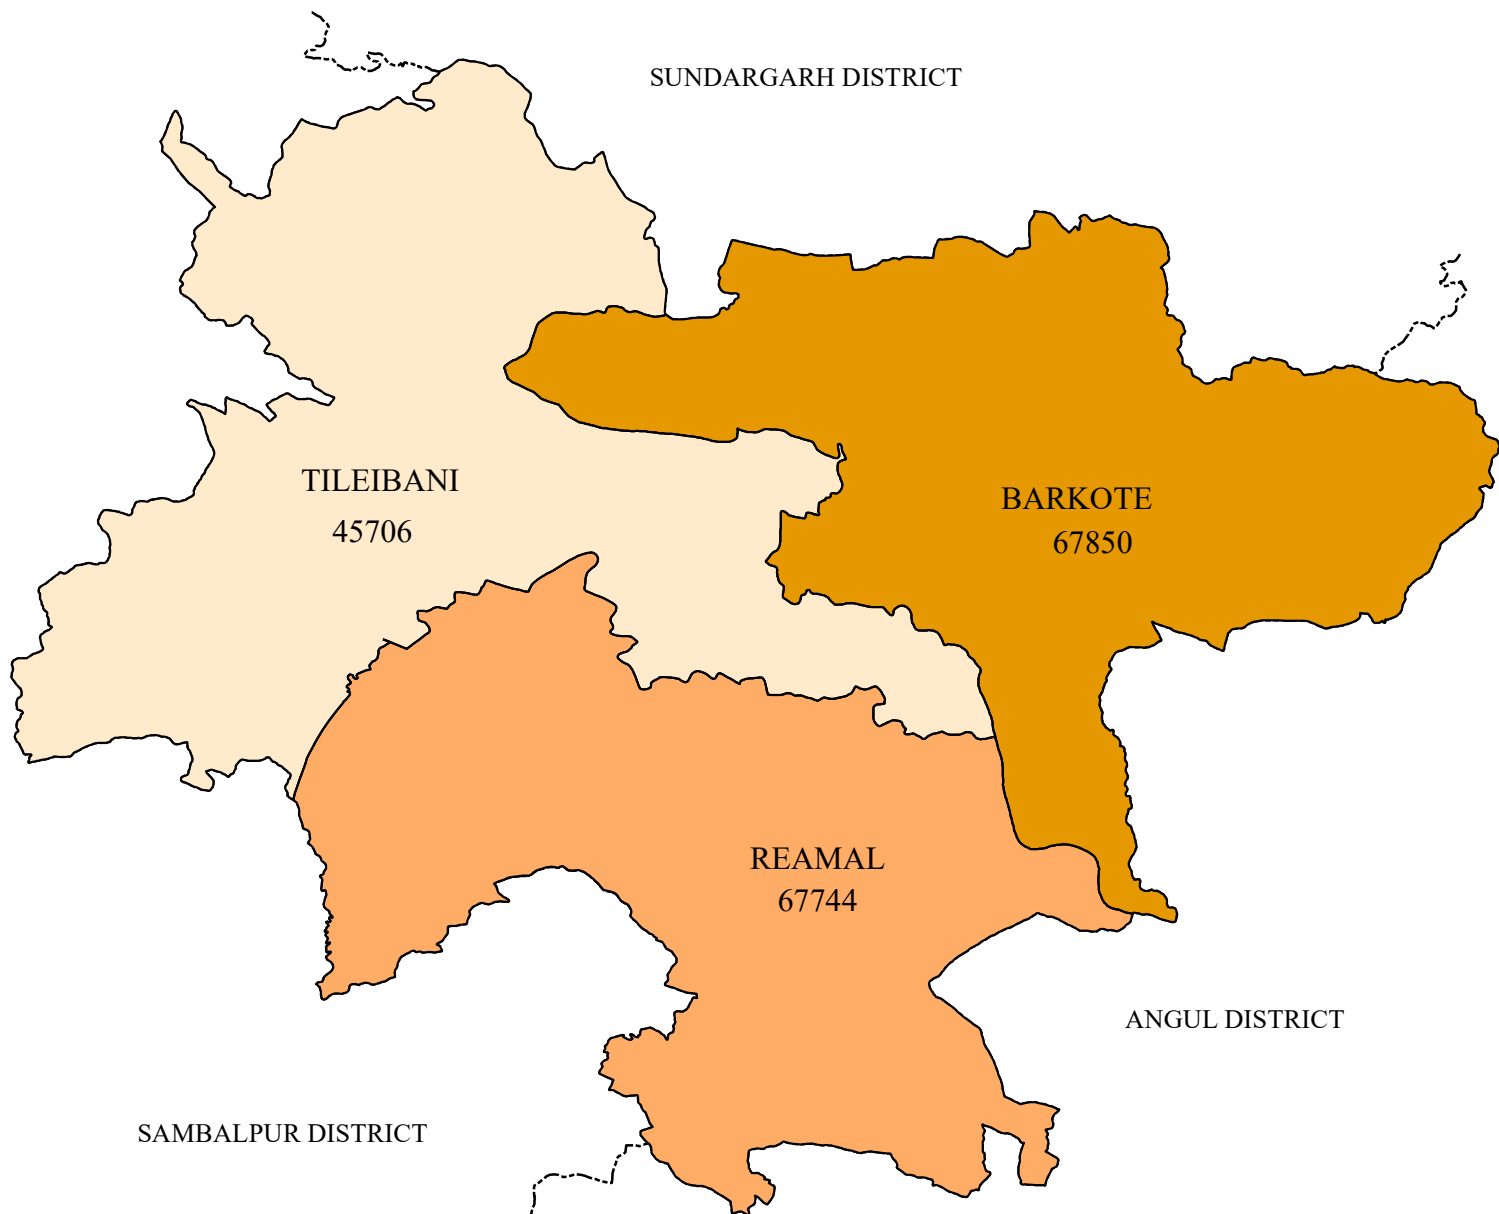 SUNDARGARH DISTRICT
TILEIBANI
45706
BARKOTE
67850
REAMAL
67744
ANGUL DISTRICT
SAMBALPUR DISTRICT